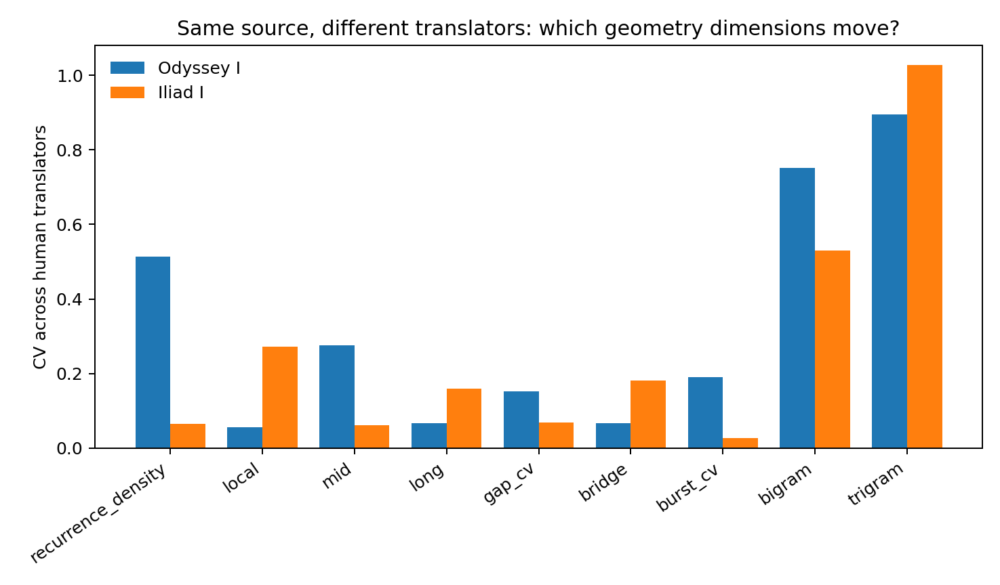 Same source, different translators: which geometry dimensions move?
Odyssey I
Iliad I
CV across human translators
1.0
0.8
0.6
0.4
0.2
0.0
recurrence_density
local
mid
long
gap_cv
bridge
burst_cv
bigram
trigram